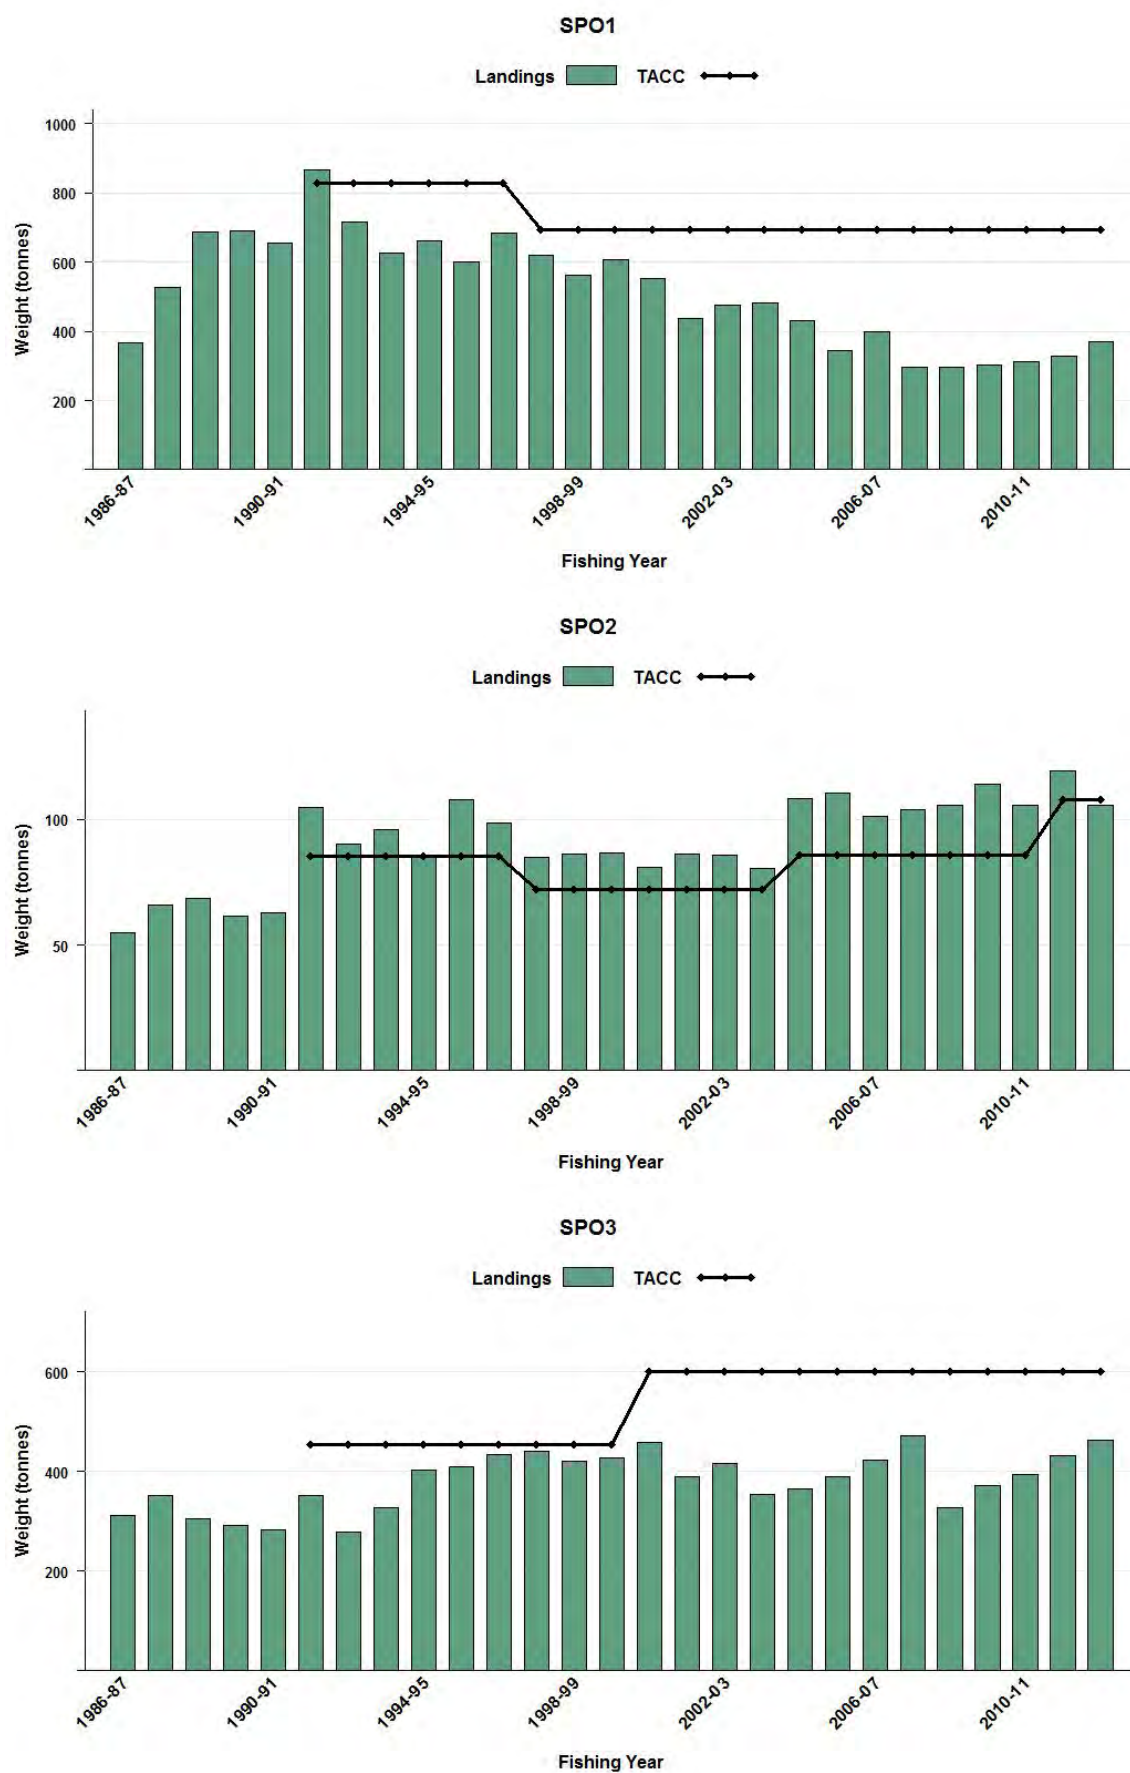 SPO1
Landings TACC
1000
800
600
400
200
Weight (tonnes)
1986-87 1990-91 1994-95 1998-99 2002-03 2006-07 2010-11
Fishing Year
SPO2
Landings TACC
100
50
Weight (tonnes)
1986-87 1990-91 1994-95 1998-99 2002-03 2006-07 2010-11
Fishing Year
SPO3
Landings TACC
600
400
200
Weight (tonnes)
1986-87 1990-91 1994-95 1998-99 2002-03 2006-07 2010-11
Fishing Year